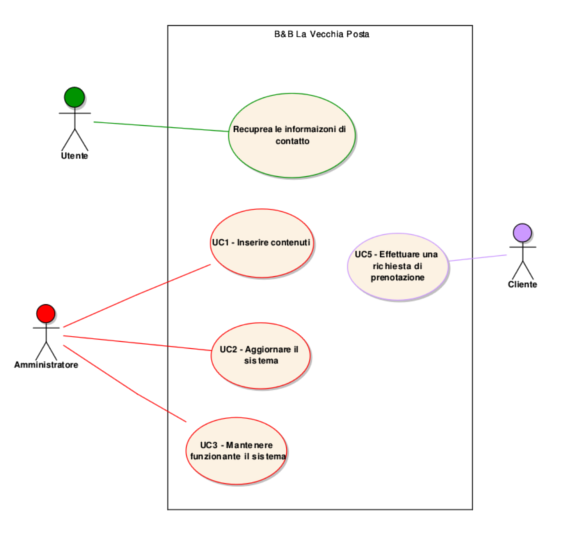 B&B La Vecchia Posta
Recuprea le informaizoni di
contatto
Utente
UC1 - Inserire contenuti
UC5 - Effettuare una
richiesta di
prenotazione
Cliente
Amministratore
UC2 - Aggiornare il
sistema
UC3 - Mantenere
funzionante il sistema